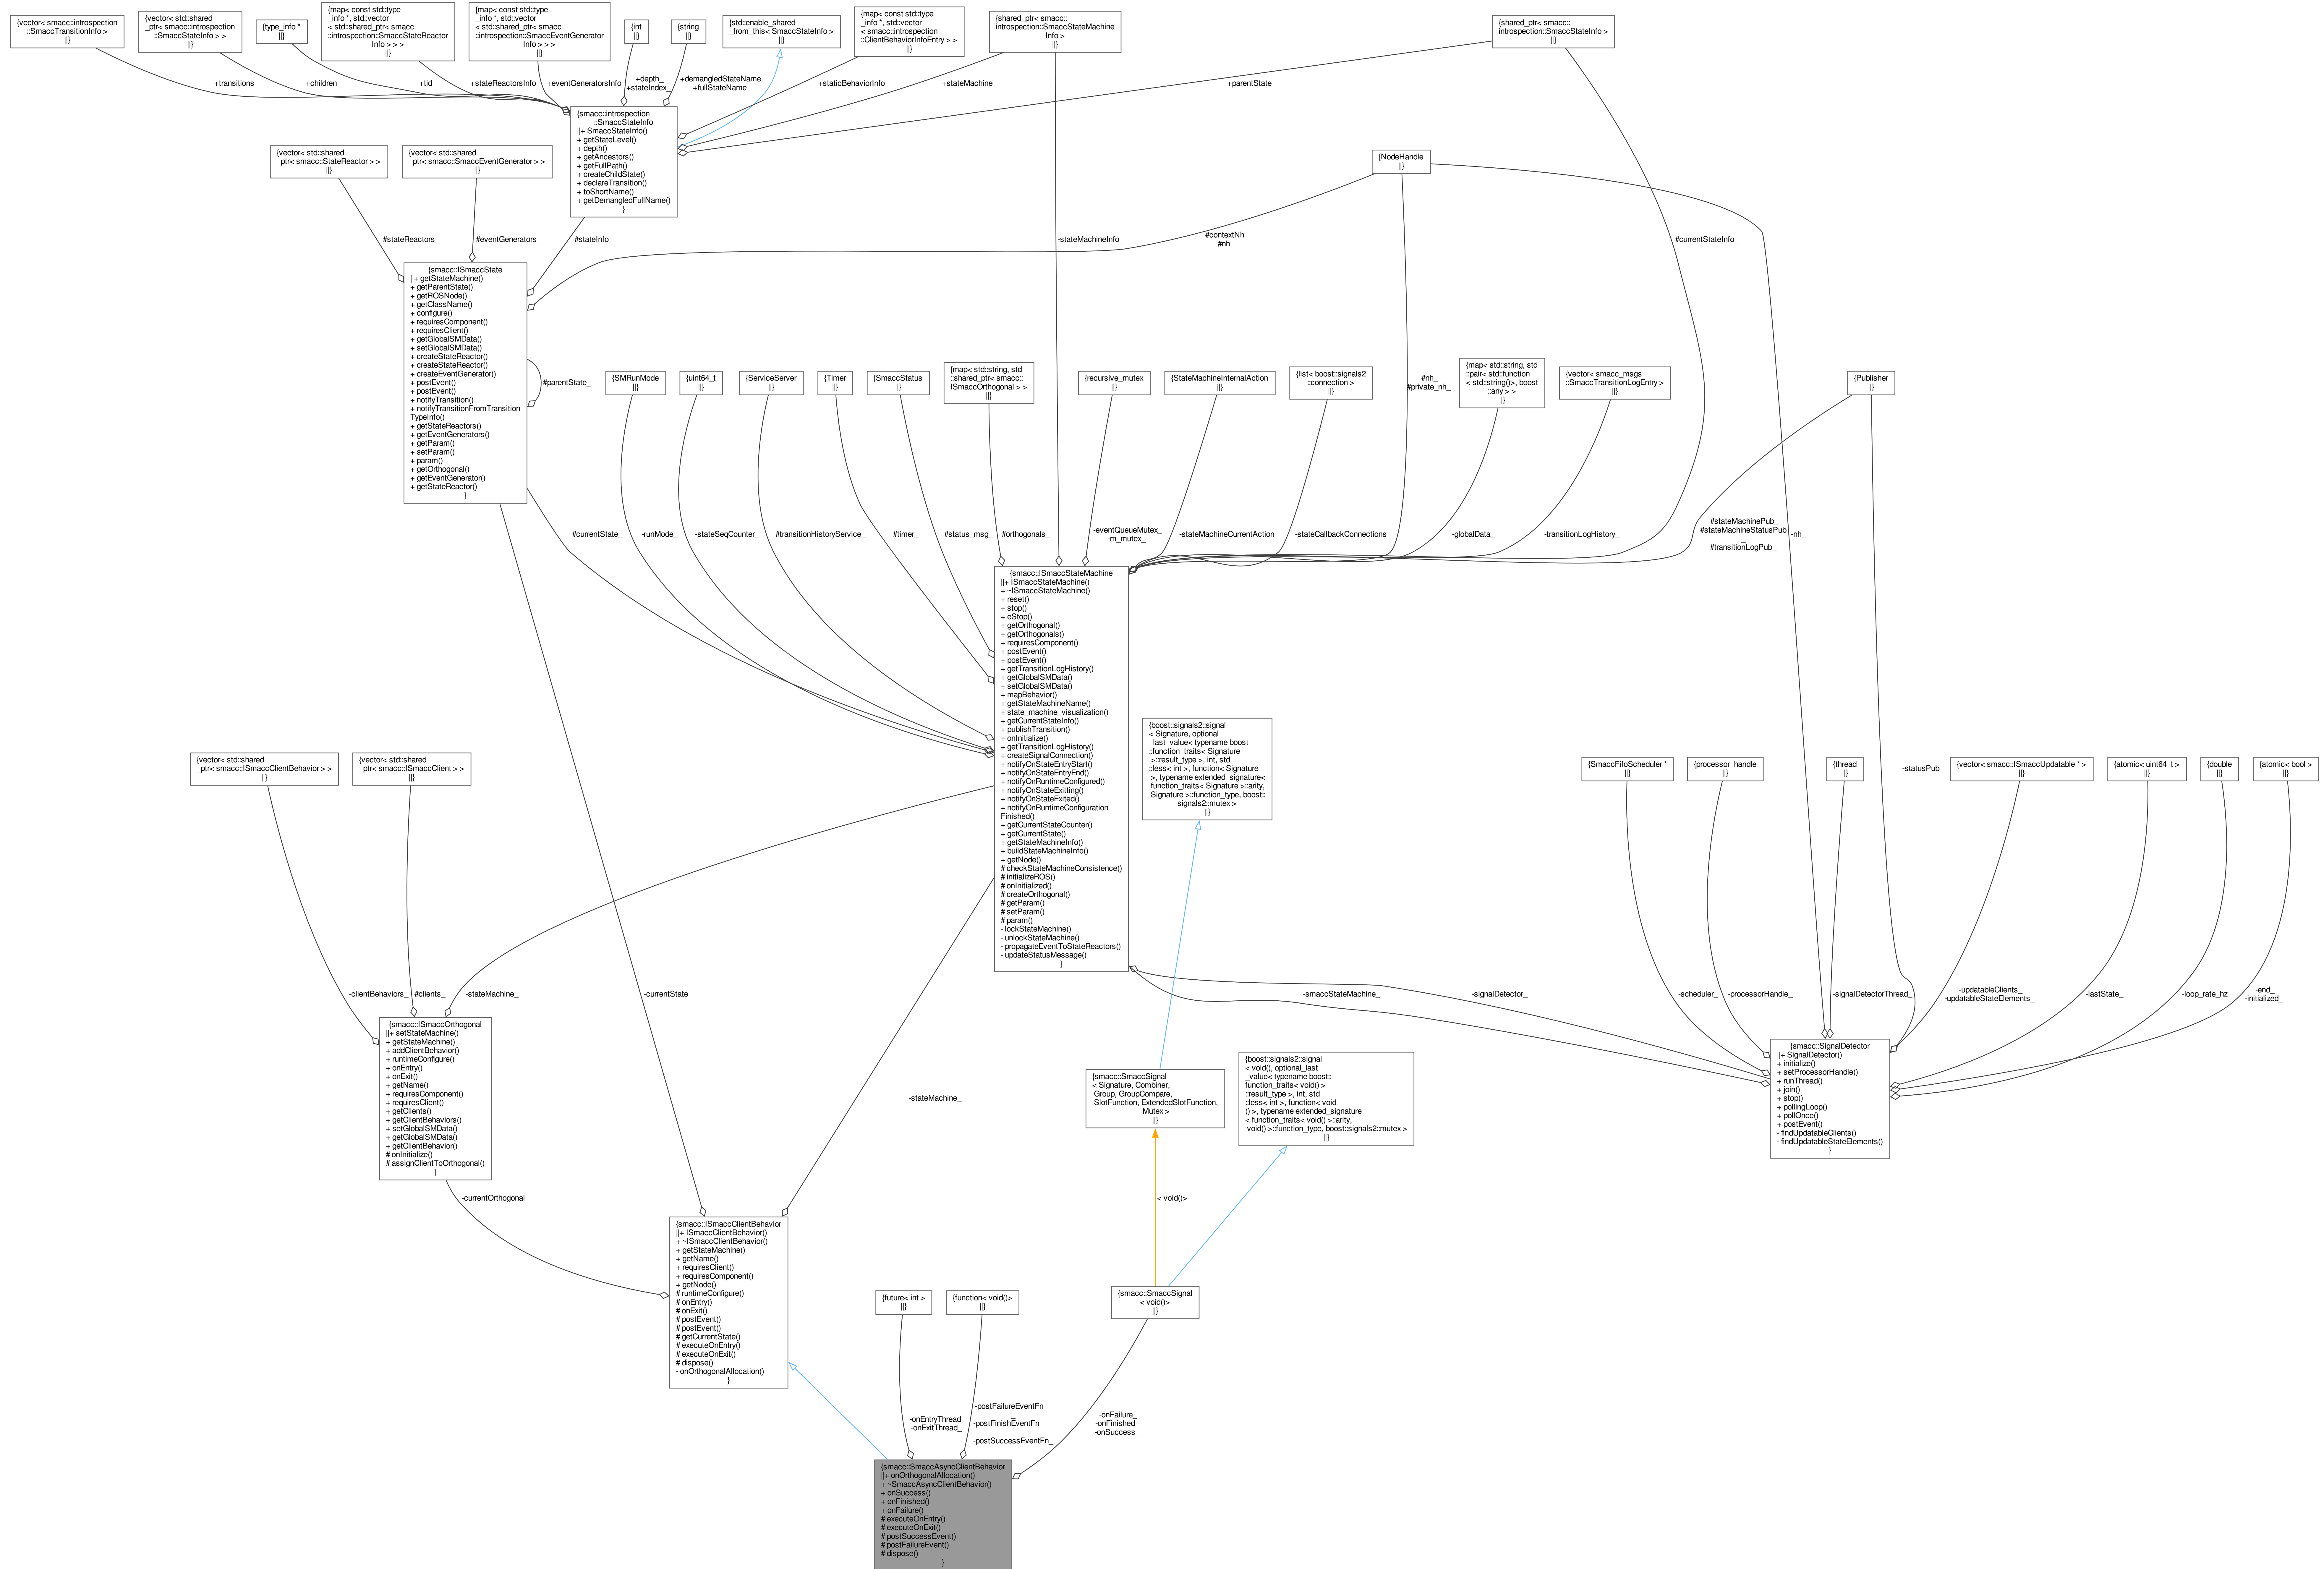 {vector< smacc::introspection
::SmaccTransitionInfo >
||}
{vector< std::shared
_ptr< smacc::introspection
::SmaccStateInfo > >
||}
{type_info *
||}
{map< const std::type
_info *, std::vector
< std::shared_ptr< smacc
::introspection::SmaccStateReactor
Info > > >
||}
{map< const std::type
_info *, std::vector
< std::shared_ptr< smacc
::introspection::SmaccEventGenerator
Info > > >
||}
{int
||}
{string
||}
{std::enable_shared
_from_this< SmaccStateInfo >
||}
{map< const std::type
_info *, std::vector
< smacc::introspection
::ClientBehaviorInfoEntry > >
||}
{shared_ptr< smacc::
introspection::SmaccStateMachine
Info >
||}
{shared_ptr< smacc::
introspection::SmaccStateInfo >
||}
+transitions_
+children_
+tid_
+stateReactorsInfo
+eventGeneratorsInfo
+depth_
+stateIndex_
+demangledStateName
+fullStateName
+staticBehaviorInfo
+stateMachine_
+parentState_
{smacc::introspection
::SmaccStateInfo
||+ SmaccStateInfo()
+ getStateLevel()
+ depth()
+ getAncestors()
+ getFullPath()
+ createChildState()
+ declareTransition()
+ toShortName()
+ getDemangledFullName()
}
{vector< std::shared
_ptr< smacc::StateReactor > >
||}
{vector< std::shared
_ptr< smacc::SmaccEventGenerator > >
||}
{NodeHandle
||}
#stateReactors_
#eventGenerators_
#stateInfo_
#contextNh
#nh
-stateMachineInfo_
#currentStateInfo_
{smacc::ISmaccState
||+ getStateMachine()
+ getParentState()
+ getROSNode()
+ getClassName()
+ configure()
+ requiresComponent()
+ requiresClient()
+ getGlobalSMData()
+ setGlobalSMData()
+ createStateReactor()
+ createStateReactor()
+ createEventGenerator()
+ postEvent()
+ postEvent()
+ notifyTransition()
+ notifyTransitionFromTransition
TypeInfo()
+ getStateReactors()
+ getEventGenerators()
+ getParam()
+ setParam()
+ param()
+ getOrthogonal()
+ getEventGenerator()
+ getStateReactor()
}
#parentState_
{SMRunMode
||}
{uint64_t
||}
{ServiceServer
||}
{Timer
||}
{SmaccStatus
||}
{map< std::string, std
::shared_ptr< smacc::
ISmaccOrthogonal > >
||}
{recursive_mutex
||}
{StateMachineInternalAction
||}
{list< boost::signals2
::connection >
||}
#nh_
#private_nh_
{map< std::string, std
::pair< std::function
< std::string()>, boost
::any > >
||}
{vector< smacc_msgs
::SmaccTransitionLogEntry >
||}
{Publisher
||}
#currentState_
-runMode_
-stateSeqCounter_
#transitionHistoryService_
#timer_
#status_msg_
#orthogonals_
-eventQueueMutex_
-m_mutex_
-stateMachineCurrentAction
-stateCallbackConnections
-globalData_
-transitionLogHistory_
#stateMachinePub_
#stateMachineStatusPub
_
#transitionLogPub_
-nh_
{smacc::ISmaccStateMachine
||+ ISmaccStateMachine()
+ ~ISmaccStateMachine()
+ reset()
+ stop()
+ eStop()
+ getOrthogonal()
+ getOrthogonals()
+ requiresComponent()
+ postEvent()
+ postEvent()
+ getTransitionLogHistory()
+ getGlobalSMData()
+ setGlobalSMData()
+ mapBehavior()
+ getStateMachineName()
+ state_machine_visualization()
+ getCurrentStateInfo()
+ publishTransition()
+ onInitialize()
+ getTransitionLogHistory()
+ createSignalConnection()
+ notifyOnStateEntryStart()
+ notifyOnStateEntryEnd()
+ notifyOnRuntimeConfigured()
+ notifyOnStateExitting()
+ notifyOnStateExited()
+ notifyOnRuntimeConfiguration
Finished()
+ getCurrentStateCounter()
+ getCurrentState()
+ getStateMachineInfo()
+ buildStateMachineInfo()
+ getNode()
# checkStateMachineConsistence()
# initializeROS()
# onInitialized()
# createOrthogonal()
# getParam()
# setParam()
# param()
- lockStateMachine()
- unlockStateMachine()
- propagateEventToStateReactors()
- updateStatusMessage()
}
{boost::signals2::signal
< Signature, optional
_last_value< typename boost
::function_traits< Signature
>::result_type >, int, std
::less< int >, function< Signature
>, typename extended_signature<
function_traits< Signature >::arity,
Signature >::function_type, boost::
signals2::mutex >
||}
{vector< std::shared
_ptr< smacc::ISmaccClientBehavior > >
||}
{vector< std::shared
_ptr< smacc::ISmaccClient > >
||}
{SmaccFifoScheduler *
||}
{processor_handle
||}
{thread
||}
-statusPub_
{vector< smacc::ISmaccUpdatable * >
||}
{atomic< uint64_t >
||}
{double
||}
{atomic< bool >
||}
-clientBehaviors_
#clients_
-stateMachine_
-currentState
-smaccStateMachine_
-signalDetector_
-scheduler_
-processorHandle_
-signalDetectorThread_
-updatableClients_
-updatableStateElements_
-lastState_
-loop_rate_hz
-end_
-initialized_
{smacc::ISmaccOrthogonal
||+ setStateMachine()
+ getStateMachine()
+ addClientBehavior()
+ runtimeConfigure()
+ onEntry()
+ onExit()
+ getName()
+ requiresComponent()
+ requiresClient()
+ getClients()
+ getClientBehaviors()
+ setGlobalSMData()
+ getGlobalSMData()
+ getClientBehavior()
# onInitialize()
# assignClientToOrthogonal()
}
-stateMachine_
{smacc::SmaccSignal
< Signature, Combiner,
Group, GroupCompare,
SlotFunction, ExtendedSlotFunction,
Mutex >
||}
{boost::signals2::signal
< void(), optional_last
_value< typename boost::
function_traits< void() >
::result_type >, int, std
::less< int >, function< void
() >, typename extended_signature
< function_traits< void() >::arity,
void() >::function_type, boost::signals2::mutex >
||}
{smacc::SignalDetector
||+ SignalDetector()
+ initialize()
+ setProcessorHandle()
+ runThread()
+ join()
+ stop()
+ pollingLoop()
+ pollOnce()
+ postEvent()
- findUpdatableClients()
- findUpdatableStateElements()
}
-currentOrthogonal
< void()>
{smacc::ISmaccClientBehavior
||+ ISmaccClientBehavior()
+ ~ISmaccClientBehavior()
+ getStateMachine()
+ getName()
+ requiresClient()
+ requiresComponent()
+ getNode()
# runtimeConfigure()
# onEntry()
# onExit()
# postEvent()
# postEvent()
# getCurrentState()
# executeOnEntry()
# executeOnExit()
# dispose()
- onOrthogonalAllocation()
}
{future< int >
||}
{function< void()>
||}
{smacc::SmaccSignal
< void()>
||}
-onEntryThread_
-onExitThread_
-postFailureEventFn
_
-postFinishEventFn
_
-postSuccessEventFn_
-onFailure_
-onFinished_
-onSuccess_
{smacc::SmaccAsyncClientBehavior
||+ onOrthogonalAllocation()
+ ~SmaccAsyncClientBehavior()
+ onSuccess()
+ onFinished()
+ onFailure()
# executeOnEntry()
# executeOnExit()
# postSuccessEvent()
# postFailureEvent()
# dispose()
}